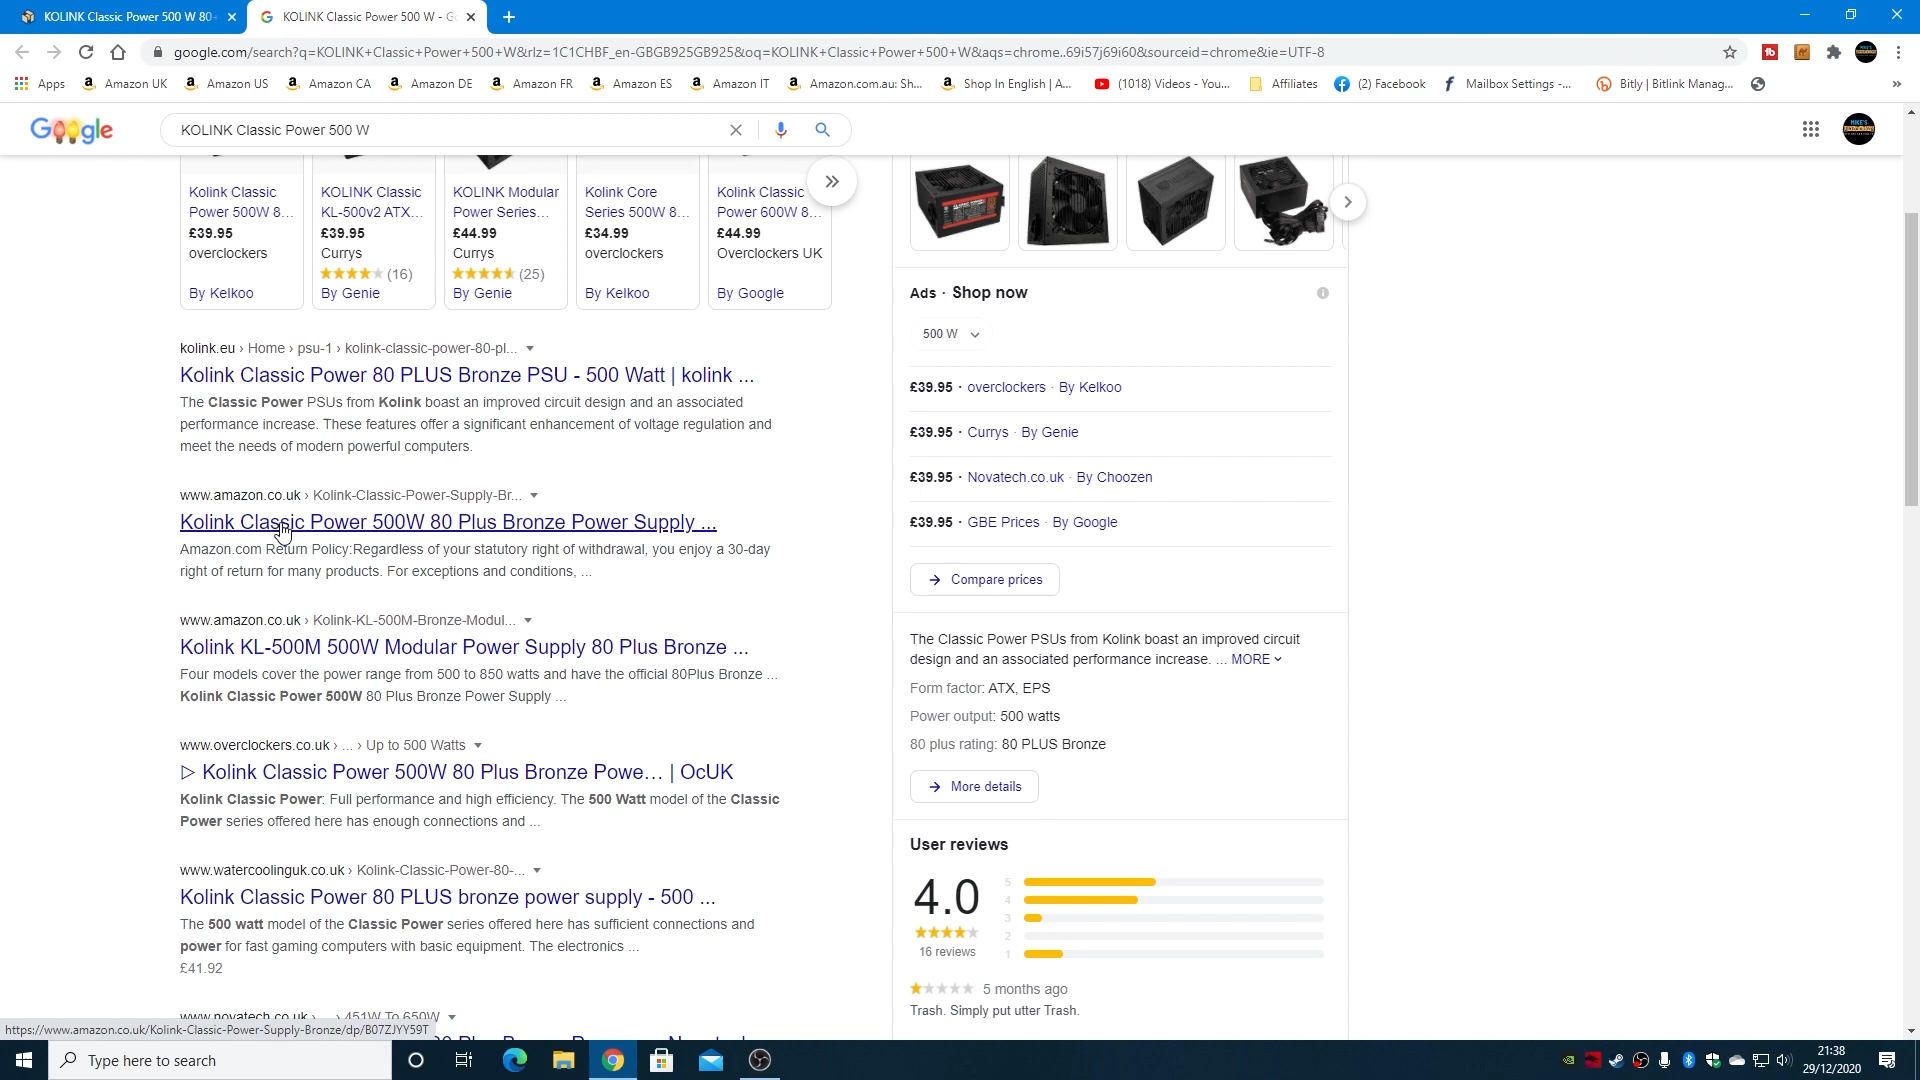 KOLINK Classic Power 500 W 80
KOLINK Classic Power 500 W - Go
google.com/search?q=KOLINK+Classic+Power+500+W&rlz=1C1CHBF_en-GBGB925GB925&oq=KOLINK+Classic+Power+500+W&aqs=chrome..69i57j69i60&sourceid=chrome&ie=UTF-8
Apps
Amazon UK
Amazon US
Amazon CA
Amazon DE
Amazon FR
Amazon ES
Amazon IT
Amazon.com.au: Sh...
Shop In English | A...
(1018) Videos - You...
Affiliates
(2) Facebook
Mailbox Settings -...
Bitly | Bitlink Manag...
Google
KOLINK Classic Power 500 W
Kolink Classic
Power 500W 8...
£39.95
overclockers
By Kelkoo
KOLINK Classic
KL-500v2 ATX...
£39.95
Currys
(16)
By Genie
KOLINK Modular
Power Series...
£44.99
Currys
(25)
By Genie
Kolink Core
Series 500W 8...
£34.99
overclockers
By Kelkoo
Kolink Classic
Power 600W 8...
£44.99
Overclockers UK
By Google
kolink.eu › Home › psu-1 › kolink-classic-power-80-pl...
Kolink Classic Power 80 PLUS Bronze PSU - 500 Watt | kolink ...
The Classic Power PSUs from Kolink boast an improved circuit design and an associated
performance increase. These features offer a significant enhancement of voltage regulation and
meet the needs of modern powerful computers.
www.amazon.co.uk › Kolink-Classic-Power-Supply-Br...
Kolink Classic Power 500W 80 Plus Bronze Power Supply ...
Amazon.com Return Policy:Regardless of your statutory right of withdrawal, you enjoy a 30-day
right of return for many products. For exceptions and conditions, ...
www.amazon.co.uk › Kolink-KL-500M-Bronze-Modul...
Kolink KL-500M 500W Modular Power Supply 80 Plus Bronze ...
Four models cover the power range from 500 to 850 watts and have the official 80Plus Bronze ...
Kolink Classic Power 500W 80 Plus Bronze Power Supply ...
www.overclockers.co.uk › ... › Up to 500 Watts
▷ Kolink Classic Power 500W 80 Plus Bronze Powe… | OcUK
Kolink Classic Power: Full performance and high efficiency. The 500 Watt model of the Classic
Power series offered here has enough connections and ...
www.watercoolinguk.co.uk › Kolink-Classic-Power-80-...
Kolink Classic Power 80 PLUS bronze power supply - 500 ...
The 500 watt model of the Classic Power series offered here has sufficient connections and
power for fast gaming computers with basic equipment. The electronics ...
£41.92
www.novatech.co.uk › ... › 451W To 650W
Ads · Shop now
500 W
£39.95 · overclockers · By Kelkoo
£39.95 · Currys · By Genie
£39.95 · Novatech.co.uk · By Choozen
£39.95 · GBE Prices · By Google
Compare prices
The Classic Power PSUs from Kolink boast an improved circuit
design and an associated performance increase. ... MORE
Form factor: ATX, EPS
Power output: 500 watts
80 plus rating: 80 PLUS Bronze
More details
User reviews
4.0
16 reviews
5
4
3
2
1
5 months ago
Trash. Simply put utter Trash.
https://www.amazon.co.uk/Kolink-Classic-Power-Supply-Bronze/dp/B07ZJYY59T
Type here to search
21:38
29/12/2020